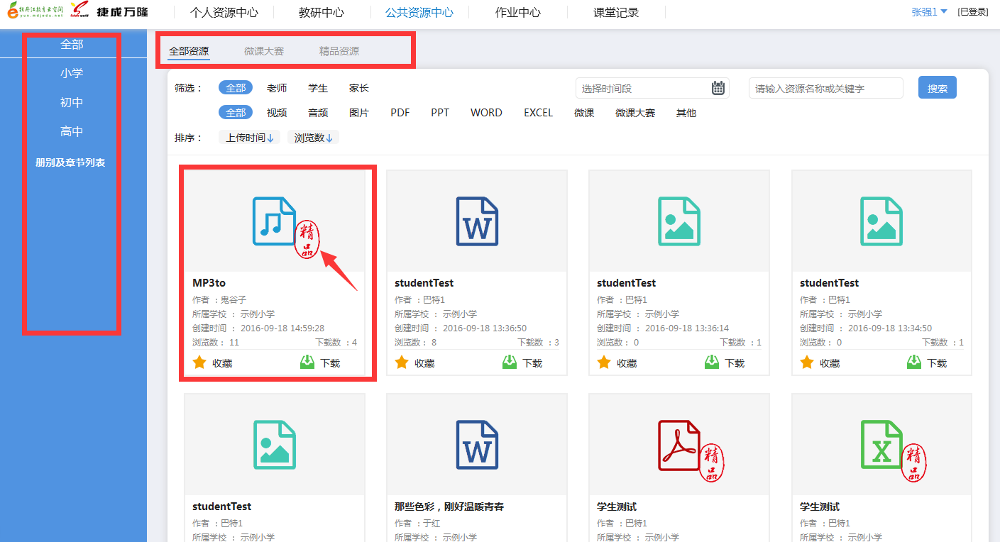 牡丹江教育云空间
yun.mdjedu.net
Future world
捷成万隆
个人资源中心 教研中心 公共资源中心 作业中心 课堂记录
张强1 [已登录]
全部
小学
初中
高中
册别及章节列表
全部资源 微课大赛 精品资源
筛选： 全部 老师 学生 家长
选择时间段 请输入资源名称或关键字 搜索
全部 视频 音频 图片 PDF PPT WORD EXCEL 微课 微课大赛 其他
排序： 上传时间↓ 浏览数↓
精品
MP3to
作者 ：鬼谷子
所属学校 ： 示例小学
创建时间 ： 2016-09-18 14:59:28
浏览数： 11 下载数 ：4
收藏 下载
W
studentTest
作者 ：巴特1
所属学校 ： 示例小学
创建时间 ： 2016-09-18 13:36:50
浏览数： 8 下载数 ：3
收藏 下载
studentTest
作者 ：巴特1
所属学校 ： 示例小学
创建时间 ： 2016-09-18 13:36:14
浏览数： 0 下载数 ：1
收藏 下载
studentTest
作者 ：巴特1
所属学校 ： 示例小学
创建时间 ： 2016-09-18 13:34:50
浏览数： 0 下载数 ：1
收藏 下载
studentTest
作者 ：巴特1
所属学校 ： 示例小学
W
那些色彩，刚好温暖青春
作者 ：于红
所属学校 ： 示例小学
精品
学生测试
作者 ：巴特1
所属学校 ： 示例小学
X
精品
学生测试
作者 ：巴特1
所属学校 ： 示例小学